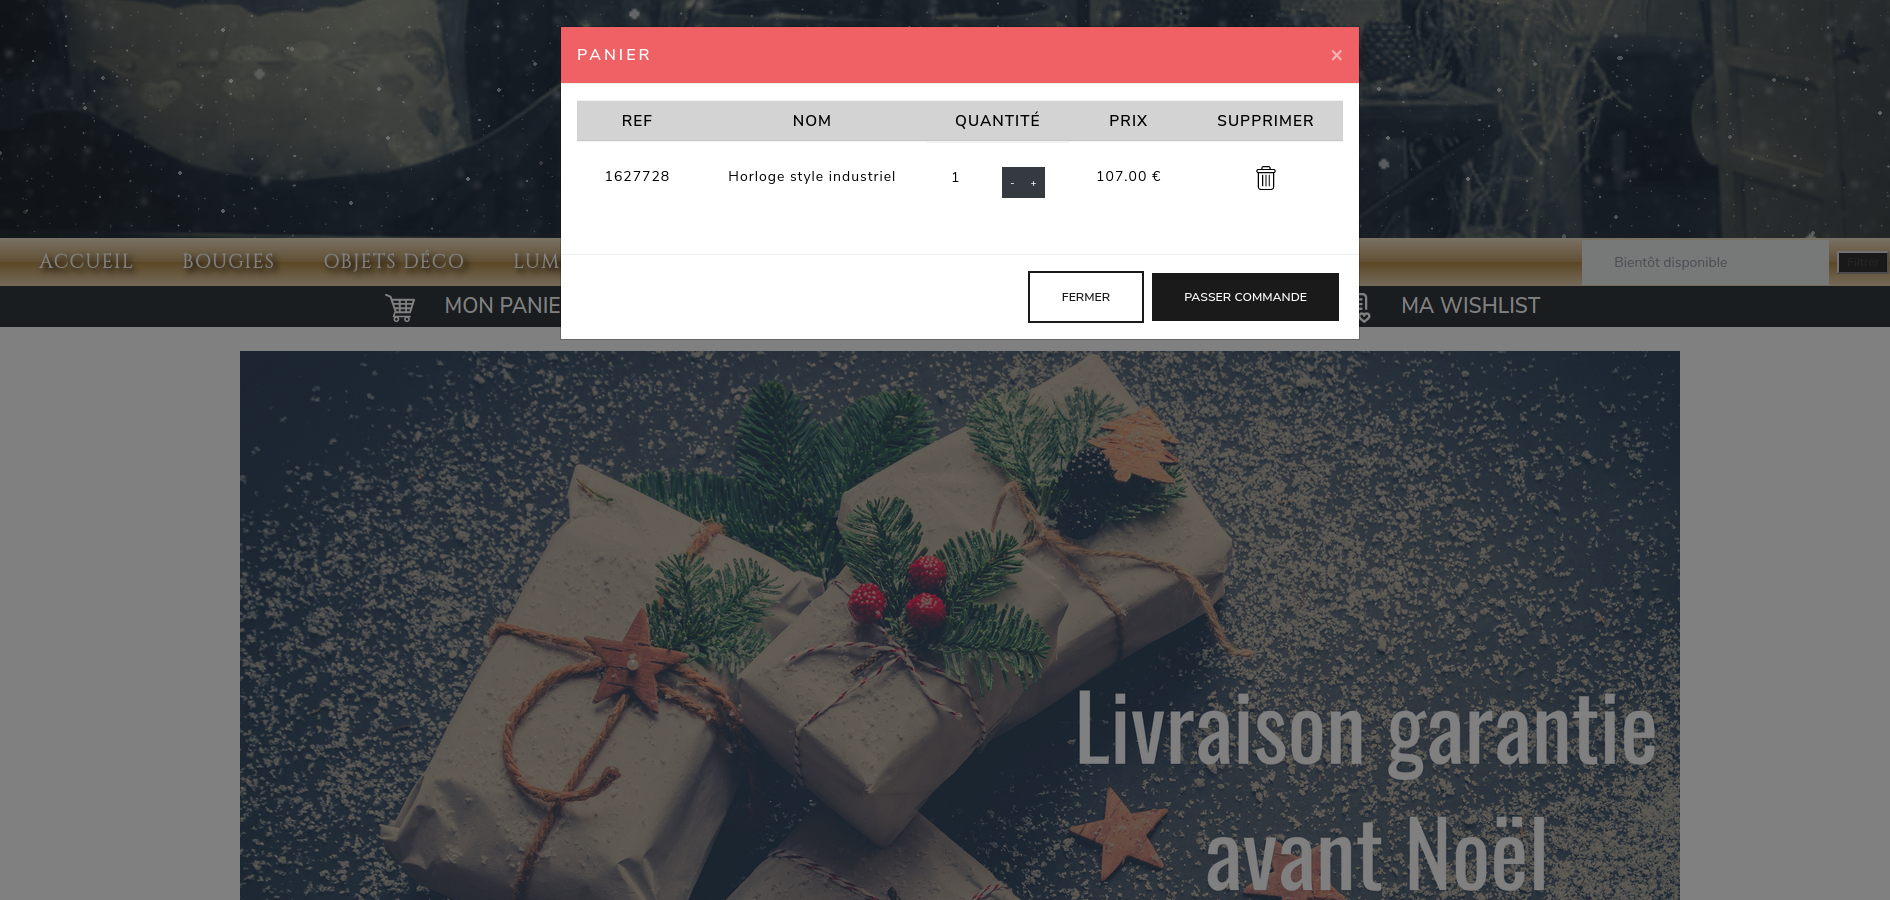 PANIER ×
REF NOM QUANTITÉ PRIX SUPPRIMER
1627728 Horloge style industriel 1 - + 107.00 €
FERMER PASSER COMMANDE
ACCUEIL BOUGIES OBJETS DÉCO LUM Bientôt disponible Filtrer
MON PANIE MA WISHLIST
Livraison garantie
avant Noël